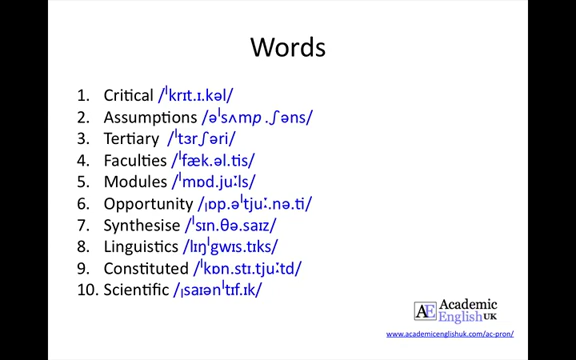 Words
1. Critical /ˈkrɪt.ɪ.kəl/
2. Assumptions /əˈsʌmp.ʃəns/
3. Tertiary /ˈtɜrʃəri/
4. Faculties /ˈfæk.əl.tis/
5. Modules /ˈmɒd.juːls/
6. Opportunity /ˌɒp.əˈtjuː.nə.ti/
7. Synthesise /ˈsɪn.θə.saɪz/
8. Linguistics /lɪŋˈgwɪs.tɪks/
9. Constituted /ˈkɒn.stɪ.tjuːtd/
10. Scientific /ˌsaɪənˈtɪf.ɪk/
AE Academic
English UK
www.academicenglishuk.com/ac-pron/